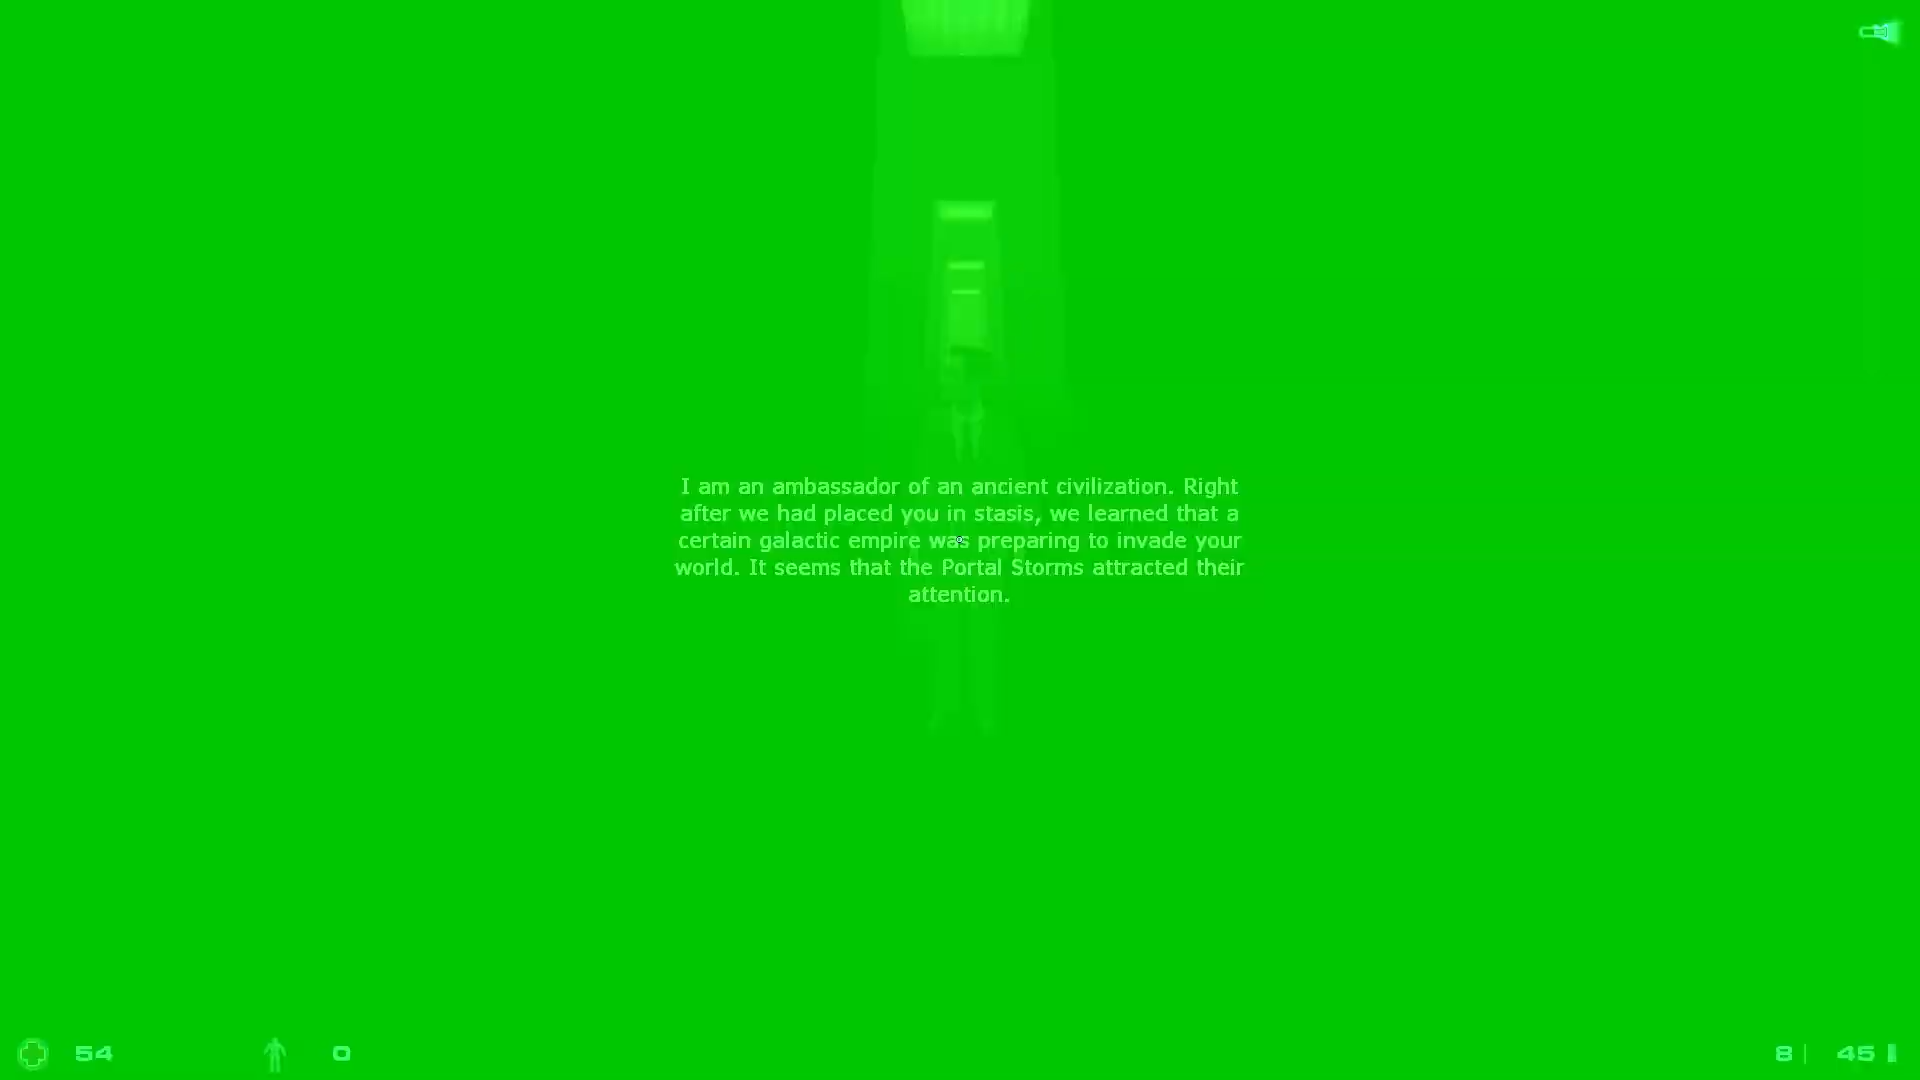 I am an ambassador of an ancient civilization. Right
after we had placed you in stasis, we learned that a
certain galactic empire was preparing to invade your
world. It seems that the Portal Storms attracted their
attention.
54 0 8 | 45